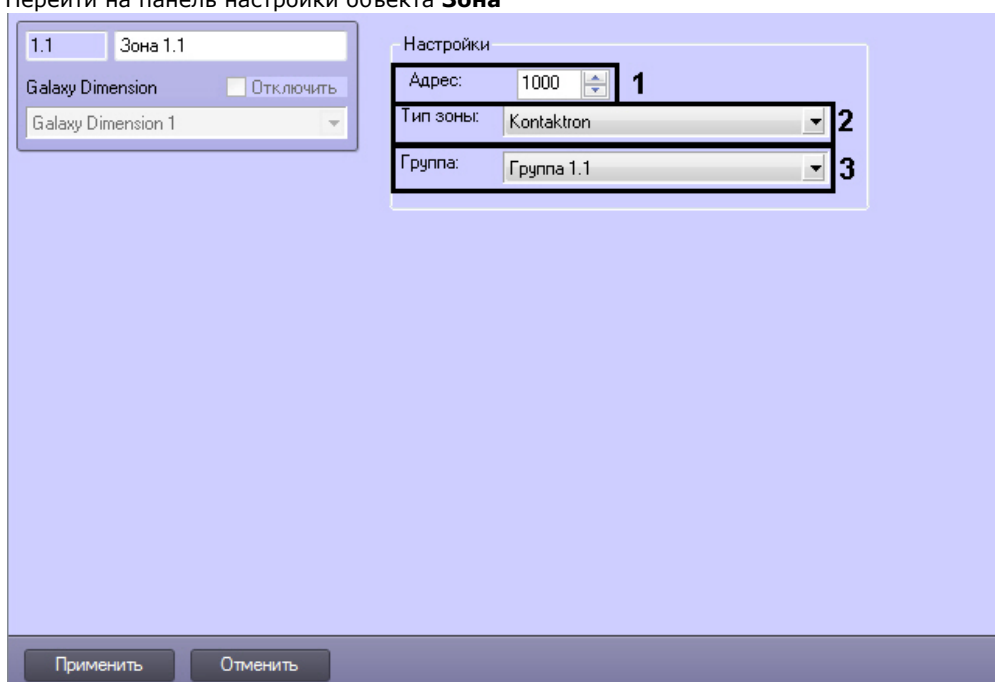 Перейти на панель настройки объекта Зона
1.1 Зона 1.1
Galaxy Dimension Отключить
Galaxy Dimension 1
Настройки
Адрес: 1000 1
Тип зоны: Kontaktron 2
Группа: Группа 1.1 3
Применить Отменить